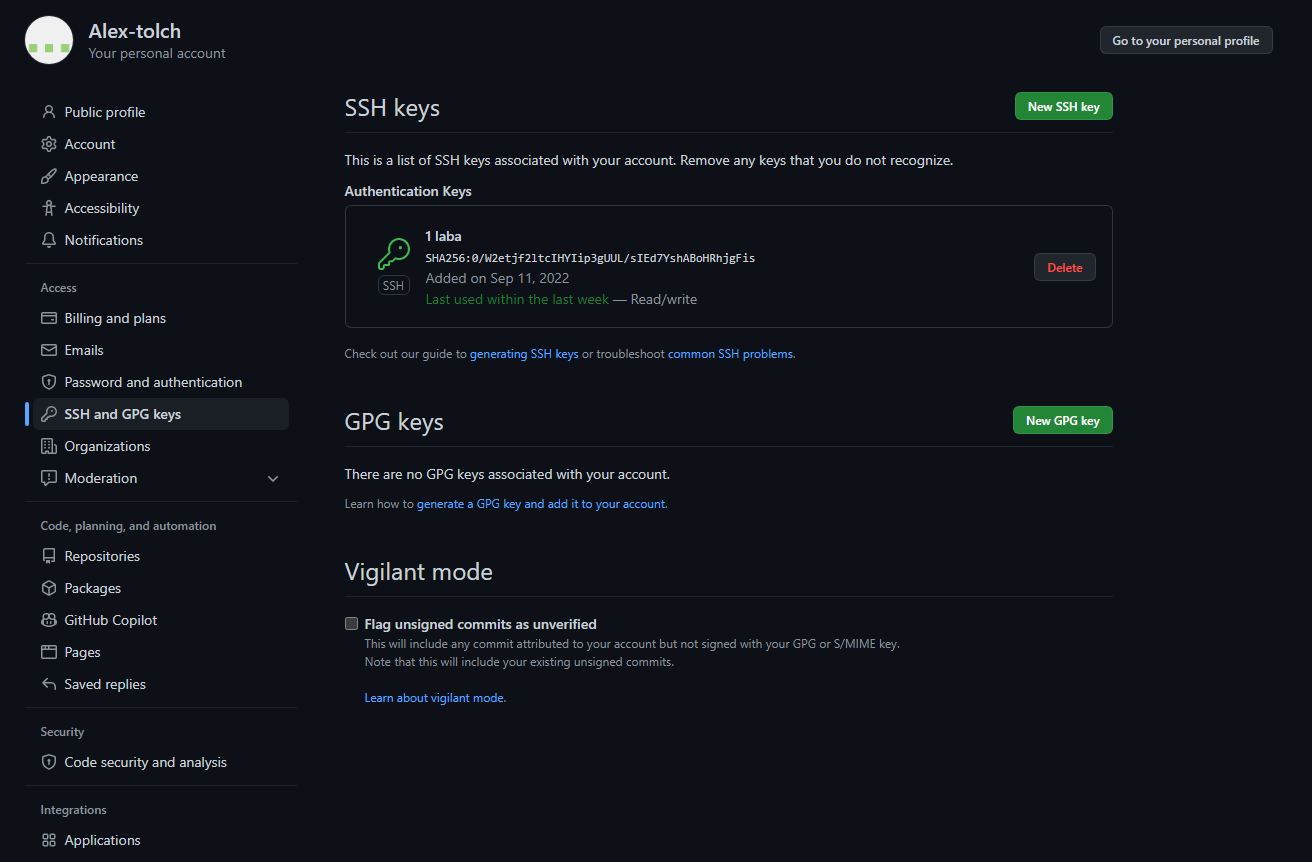 Alex-tolch
Your personal account
Go to your personal profile
Public profile
Account
Appearance
Accessibility
Notifications
Access
Billing and plans
Emails
Password and authentication
SSH and GPG keys
Organizations
Moderation
Code, planning, and automation
Repositories
Packages
GitHub Copilot
Pages
Saved replies
Security
Code security and analysis
Integrations
Applications
SSH keys
New SSH key
This is a list of SSH keys associated with your account. Remove any keys that you do not recognize.
Authentication Keys
1 laba
SHA256:0/W2etjf2ltcIHYIip3gUUL/sIEd7YshABoHRhjgFis
SSH
Added on Sep 11, 2022
Last used within the last week — Read/write
Delete
Check out our guide to generating SSH keys or troubleshoot common SSH problems.
GPG keys
New GPG key
There are no GPG keys associated with your account.
Learn how to generate a GPG key and add it to your account.
Vigilant mode
Flag unsigned commits as unverified
This will include any commit attributed to your account but not signed with your GPG or S/MIME key.
Note that this will include your existing unsigned commits.
Learn about vigilant mode.